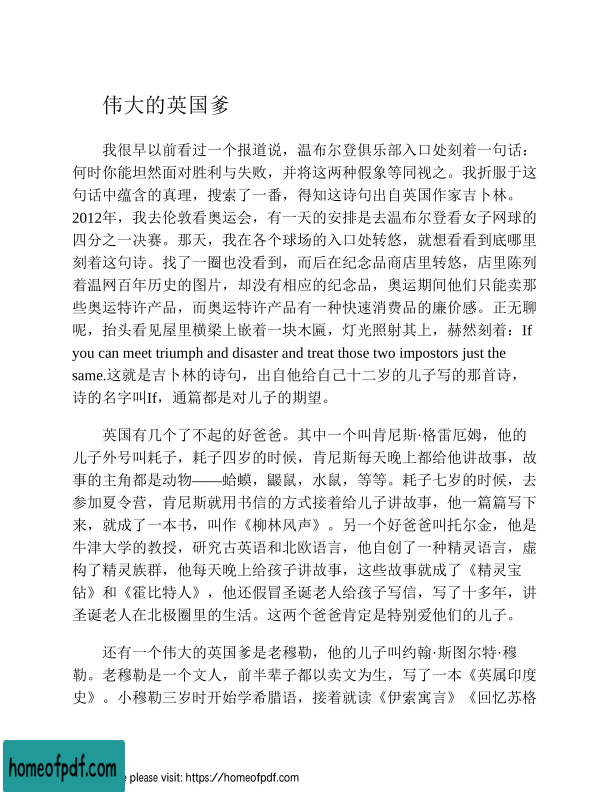 伟大的英国爹
我很早以前看过一个报道说，温布尔登俱乐部入口处刻着一句话：
何时你能坦然面对胜利与失败，并将这两种假象等同视之。我折服于这
句话中蕴含的真理，搜索了一番，得知这诗句出自英国作家吉卜林。
2012年，我去伦敦看奥运会，有一天的安排是去温布尔登看女子网球的
四分之一决赛。那天，我在各个球场的入口处转悠，就想看看到底哪里
刻着这句诗。找了一圈也没看到，而后在纪念品商店里转悠，店里陈列
着温网百年历史的图片，却没有相应的纪念品，奥运期间他们只能卖那
些奥运特许产品，而奥运特许产品有一种快速消费品的廉价感。正无聊
呢，抬头看见屋里横梁上嵌着一块木匾，灯光照射其上，赫然刻着：If
you can meet triumph and disaster and treat those two impostors just the
same.这就是吉卜林的诗句，出自他给自己十二岁的儿子写的那首诗，
诗的名字叫If，通篇都是对儿子的期望。
英国有几个了不起的好爸爸。其中一个叫肯尼斯·格雷厄姆，他的
儿子外号叫耗子，耗子四岁的时候，肯尼斯每天晚上都给他讲故事，故
事的主角都是动物——蛤蟆，鼹鼠，水鼠，等等。耗子七岁的时候，去
参加夏令营，肯尼斯就用书信的方式接着给儿子讲故事，他一篇篇写下
来，就成了一本书，叫作《柳林风声》。另一个好爸爸叫托尔金，他是
牛津大学的教授，研究古英语和北欧语言，他自创了一种精灵语言，虚
构了精灵族群，他每天晚上给孩子讲故事，这些故事就成了《精灵宝
钻》和《霍比特人》，他还假冒圣诞老人给孩子写信，写了十多年，讲
圣诞老人在北极圈里的生活。这两个爸爸肯定是特别爱他们的儿子。
还有一个伟大的英国爹是老穆勒，他的儿子叫约翰·斯图尔特·穆
勒。老穆勒是一个文人，前半辈子都以卖文为生，写了一本《英属印度
史》。小穆勒三岁时开始学希腊语，接着就读《伊索寓言》《回忆苏格
homeofpdf.com
e please visit: https://homeofpdf.com